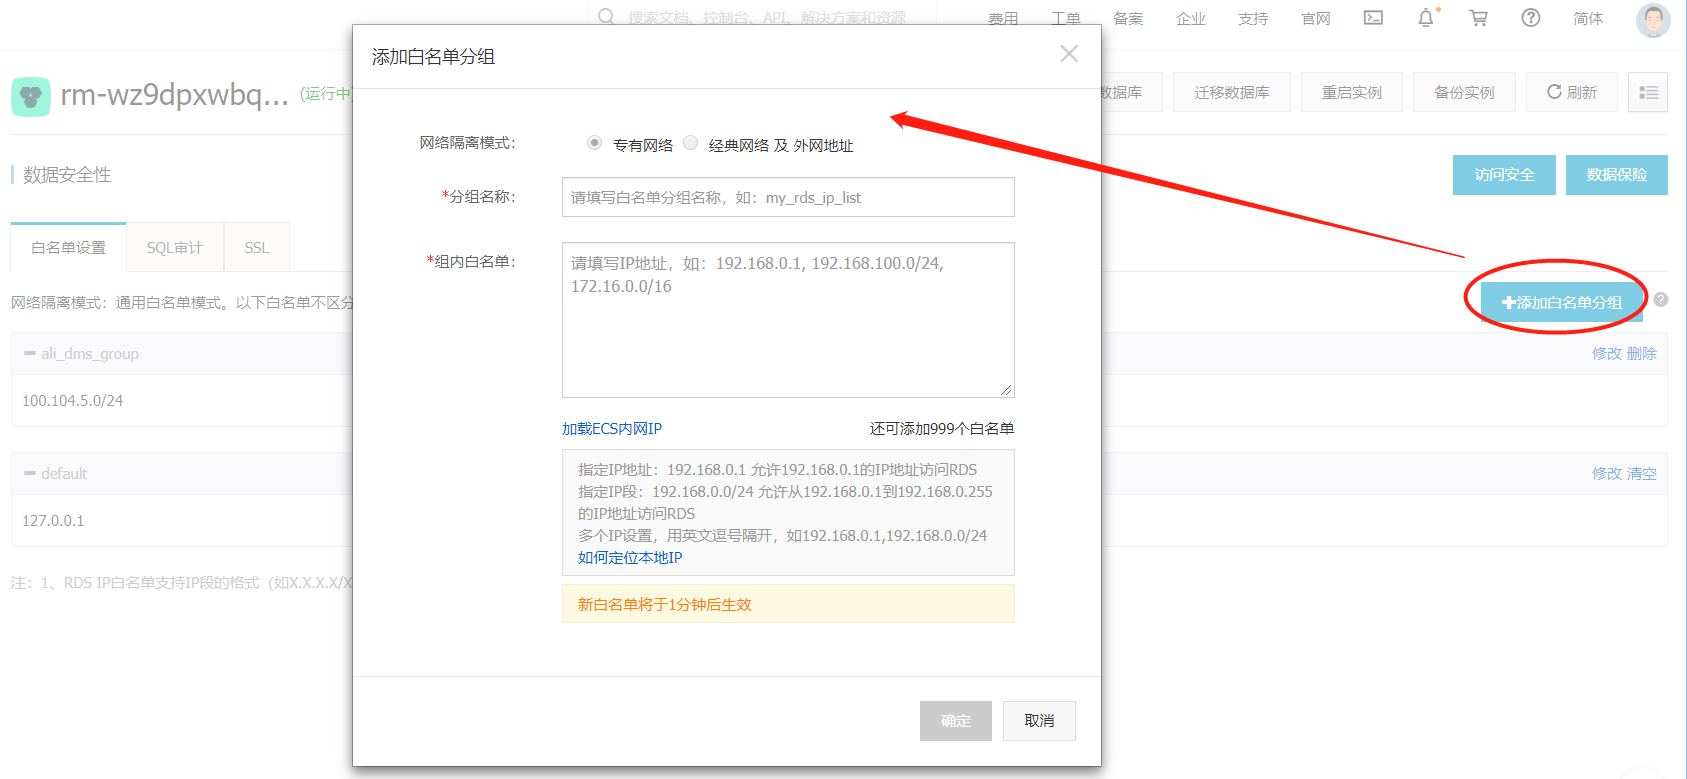 搜索文档、控制台、API、解决方案和资源
费用 工单 备案 企业 支持 官网 简体
添加白名单分组
rm-wz9dpxwbq... (运行中)
数据库 迁移数据库 重启实例 备份实例 刷新
网络隔离模式： 专有网络 经典网络 及 外网地址
数据安全性
访问安全 数据保险
*分组名称： 请填写白名单分组名称，如：my_rds_ip_list
白名单设置 SQL审计 SSL
*组内白名单： 请填写IP地址，如：192.168.0.1, 192.168.100.0/24,
172.16.0.0/16
网络隔离模式：通用白名单模式。以下白名单不区分
添加白名单分组
ali_dms_group 修改 删除
100.104.5.0/24
加载ECS内网IP 还可添加999个白名单
default 修改 清空
指定IP地址：192.168.0.1 允许192.168.0.1的IP地址访问RDS
指定IP段：192.168.0.0/24 允许从192.168.0.1到192.168.0.255
的IP地址访问RDS
127.0.0.1
多个IP设置，用英文逗号隔开，如192.168.0.1,192.168.0.0/24
如何定位本地IP
注：1、RDS IP白名单支持IP段的格式（如X.X.X.X/X
新白名单将于1分钟后生效
确定 取消